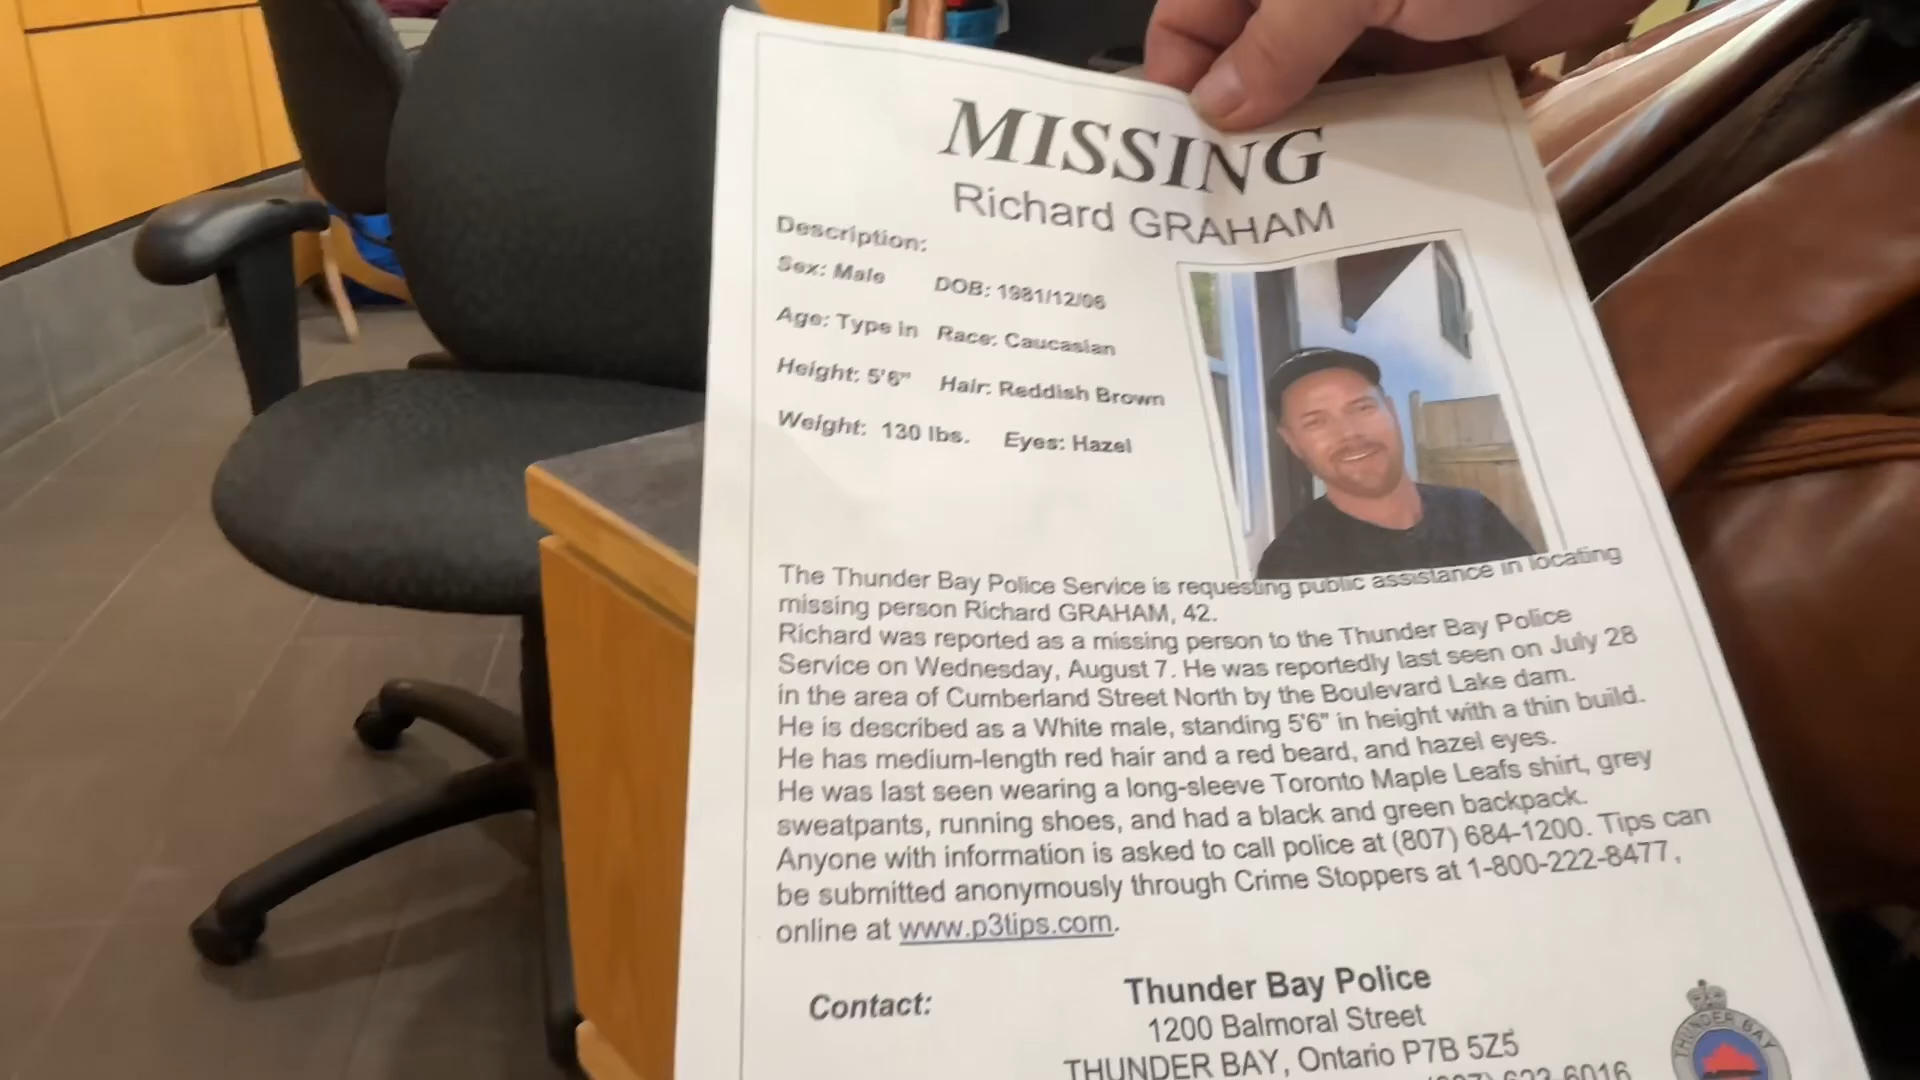 MISSING
Richard GRAHAM
Description:
Sex: Male DOB: 1981/12/06
Age: Type in Race: Caucasian
Height: 5'6" Hair: Reddish Brown
Weight: 130 lbs. Eyes: Hazel
The Thunder Bay Police Service is requesting public assistance in locating
missing person Richard GRAHAM, 42.
Richard was reported as a missing person to the Thunder Bay Police
Service on Wednesday, August 7. He was reportedly last seen on July 28
in the area of Cumberland Street North by the Boulevard Lake dam.
He is described as a White male, standing 5'6" in height with a thin build.
He has medium-length red hair and a red beard, and hazel eyes.
He was last seen wearing a long-sleeve Toronto Maple Leafs shirt, grey
sweatpants, running shoes, and had a black and green backpack.
Anyone with information is asked to call police at (807) 684-1200. Tips can
be submitted anonymously through Crime Stoppers at 1-800-222-8477,
online at www.p3tips.com.
Contact:
Thunder Bay Police
1200 Balmoral Street
THUNDER BAY, Ontario P7B 5Z5
THUNDER BAY